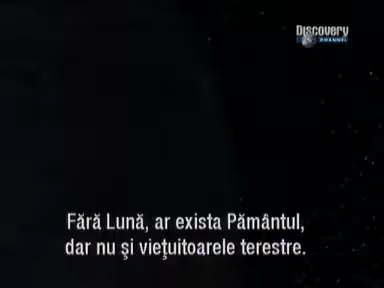 Discovery
CHANNEL
Fără Lună, ar exista Pământul,
dar nu şi vieţuitoarele terestre.